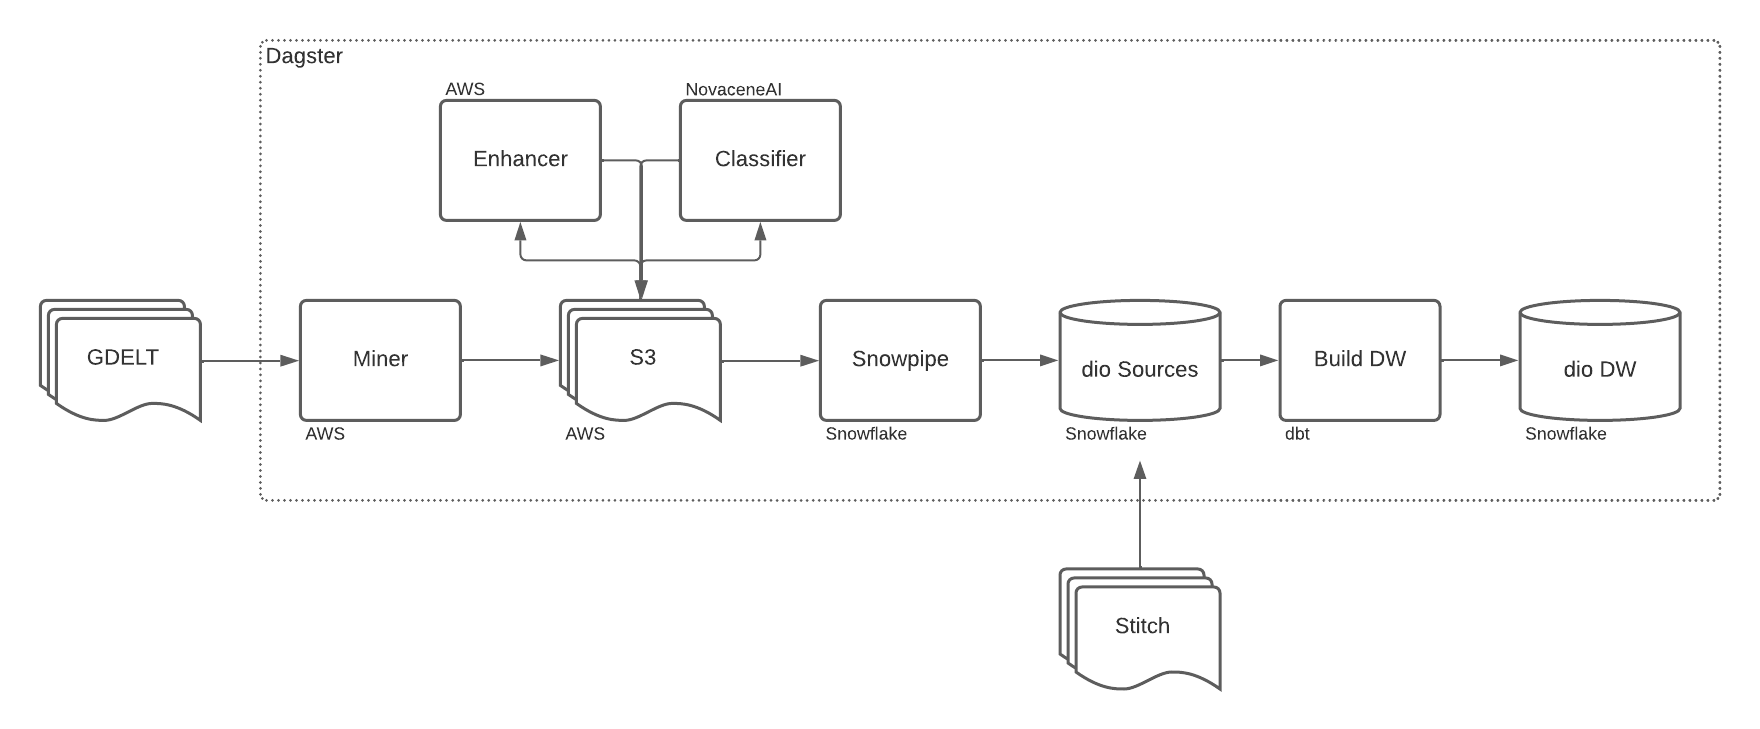 Dagster
AWS
NovaceneAI
Enhancer
Classifier
GDELT
Miner
S3
Snowpipe
dio Sources
Build DW
dio DW
AWS
AWS
Snowflake
Snowflake
dbt
Snowflake
Stitch